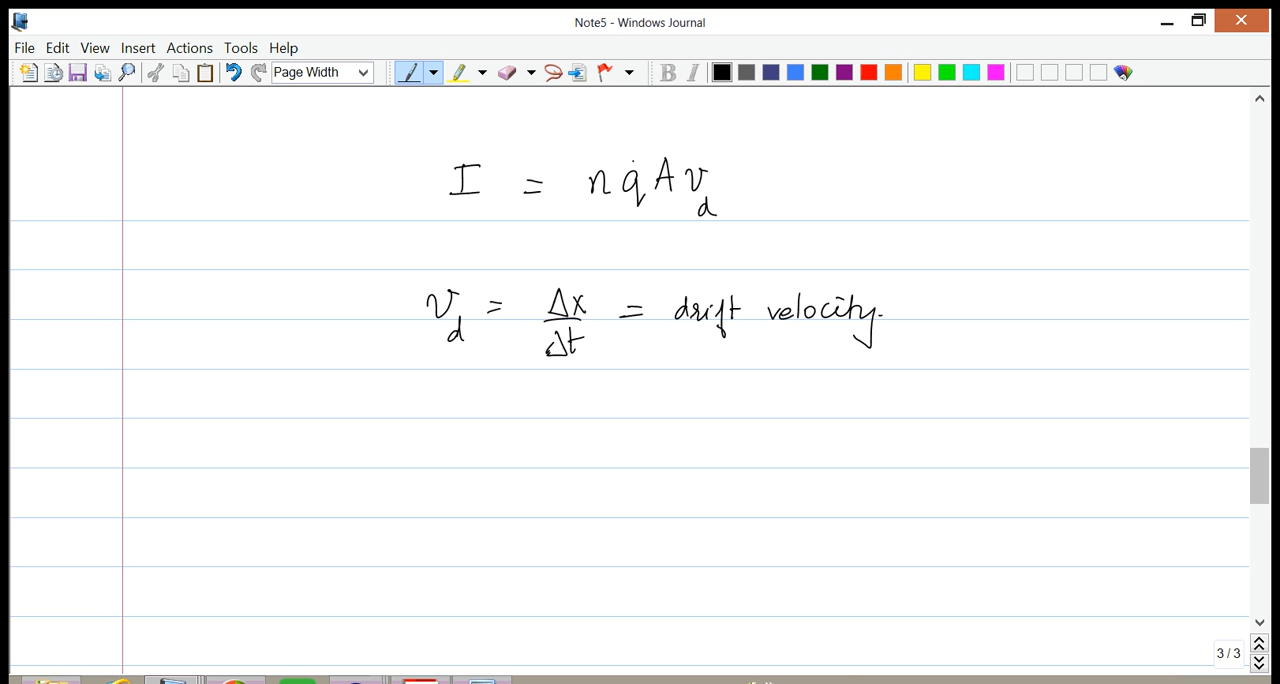 Note5 - Windows Journal
File Edit View Insert Actions Tools Help
Page Width B I
I = n q A v_d
v_d = Δx/Δt = drift velocity.
3 / 3